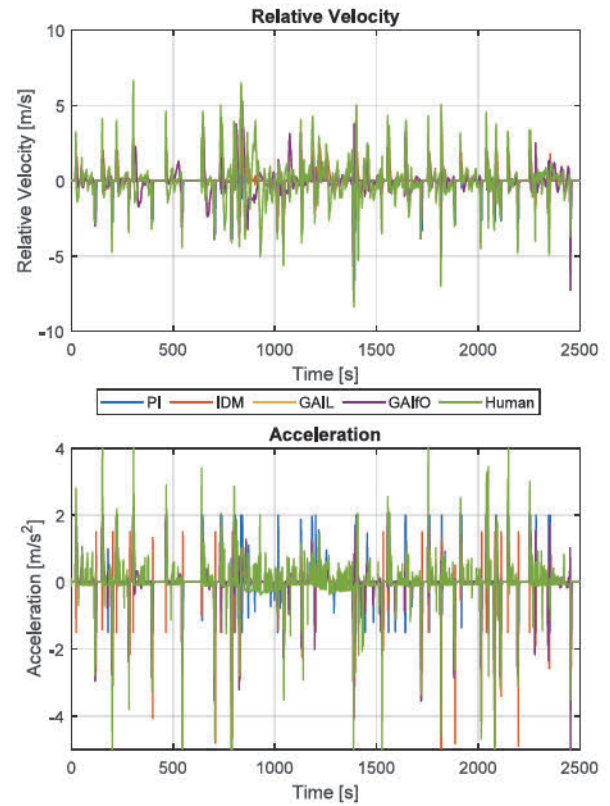 Relative Velocity
10
5
0
-5
-10
Relative Velocity [m/s]
0 500 1000 1500 2000 2500
Time [s]
PI IDM GAIL GAIfO Human
Acceleration
4
2
0
-2
-4
Acceleration [m/s²]
0 500 1000 1500 2000 2500
Time [s]